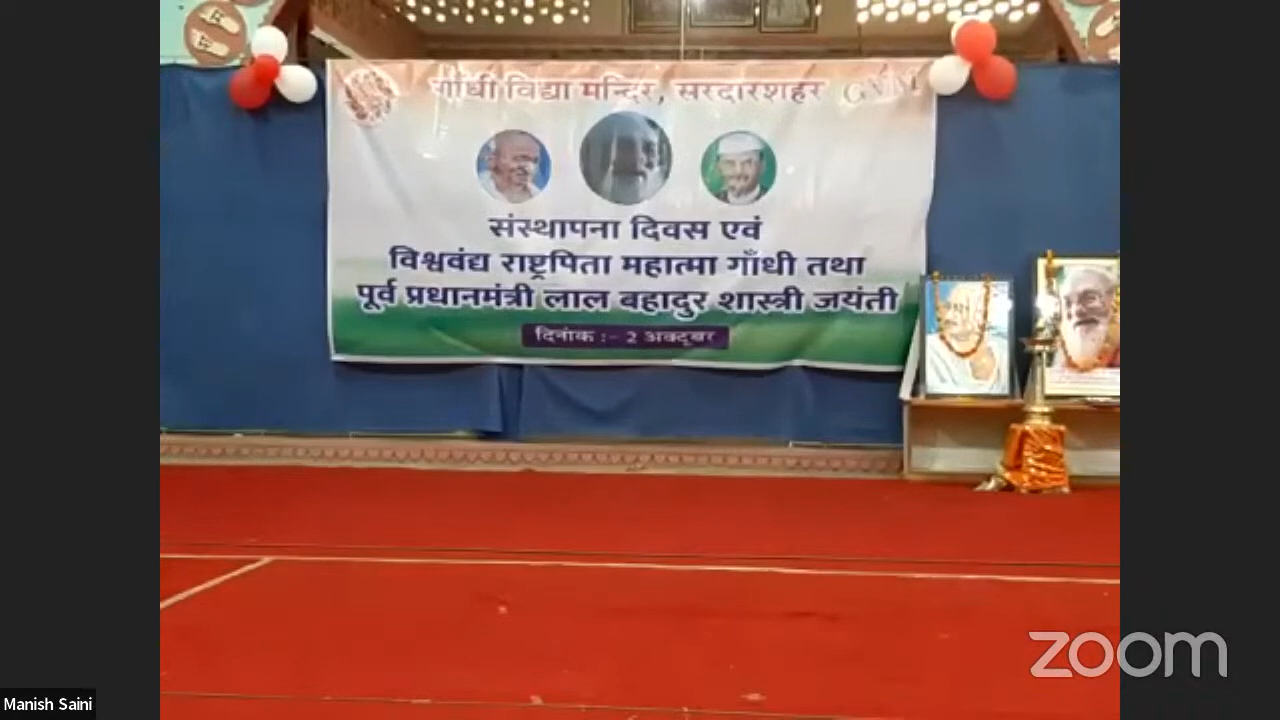 गाँधी विद्या मन्दिर, सरदारशहर GVM
संस्थापना दिवस एवं
विश्ववंद्य राष्ट्रपिता महात्मा गाँधी तथा
पूर्व प्रधानमंत्री लाल बहादुर शास्त्री जयंती
दिनांक :- 2 अक्टूबर
zoom
Manish Saini